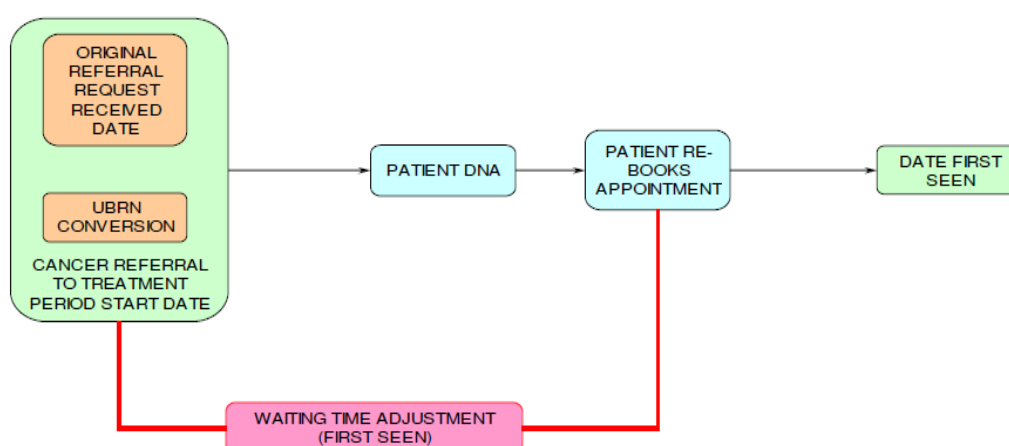 ORIGINAL
REFERRAL
REQUEST
RECEIVED
DATE
UBRN
CONVERSION
CANCER REFERRAL
TO TREATMENT
PERIOD START DATE
PATIENT DNA
PATIENT RE-
BOOKS
APPOINTMENT
DATE FIRST
SEEN
WAITING TIME ADJUSTMENT
(FIRST SEEN)